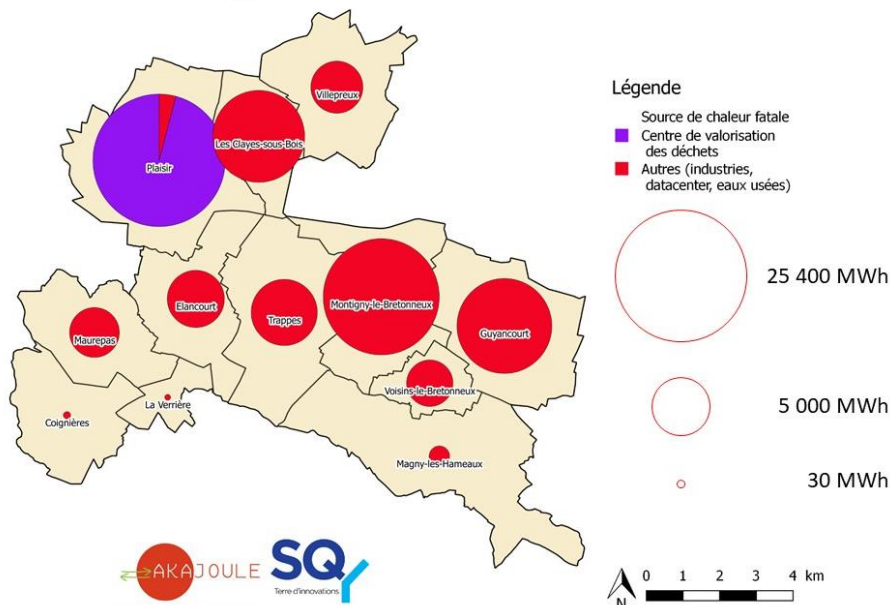 Villepreux
Les Clayes-sous-Bois
Plaisir
Elancourt
Montigny-le-Bretonneux
Trappes
Guyancourt
Maurepas
Voisins-le-Bretonneux
La Verrière
Coignières
Magny-les-Hameaux
Légende
Source de chaleur fatale
Centre de valorisation
des déchets
Autres (industries,
datacenter, eaux usées)
25 400 MWh
5 000 MWh
30 MWh
AKAJOULE
SQY
Terre d'innovations
N
0 1 2 3 4 km